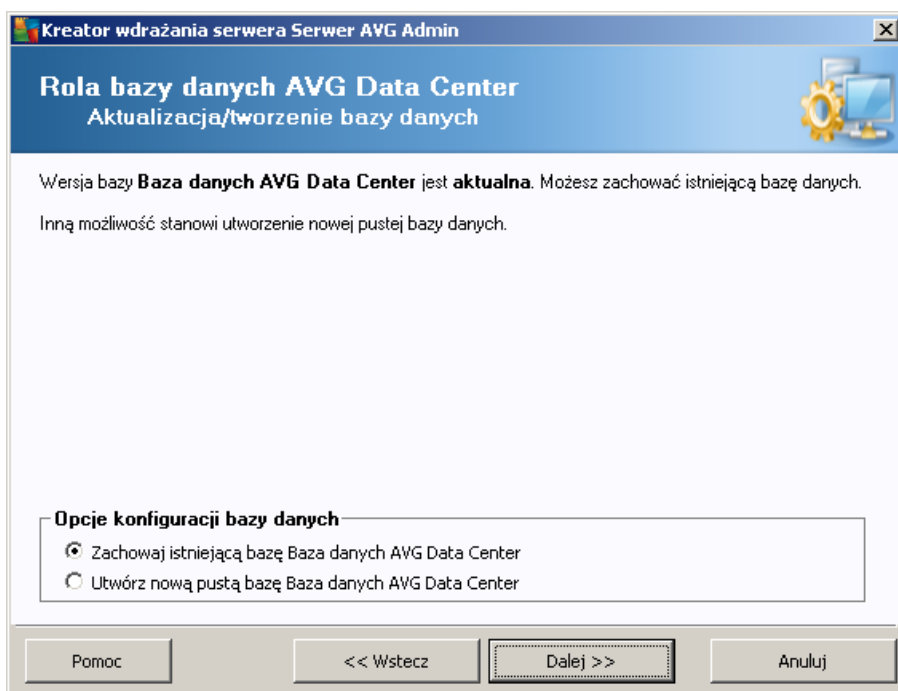 Kreator wdrażania serwera Serwer AVG Admin
Rola bazy danych AVG Data Center
Aktualizacja/tworzenie bazy danych
Wersja bazy Baza danych AVG Data Center jest aktualna. Możesz zachować istniejącą bazę danych.
Inną możliwość stanowi utworzenie nowej pustej bazy danych.
Opcje konfiguracji bazy danych
Zachowaj istniejącą bazę Baza danych AVG Data Center
Utwórz nową pustą bazę Baza danych AVG Data Center
Pomoc << Wstecz Dalej >> Anuluj